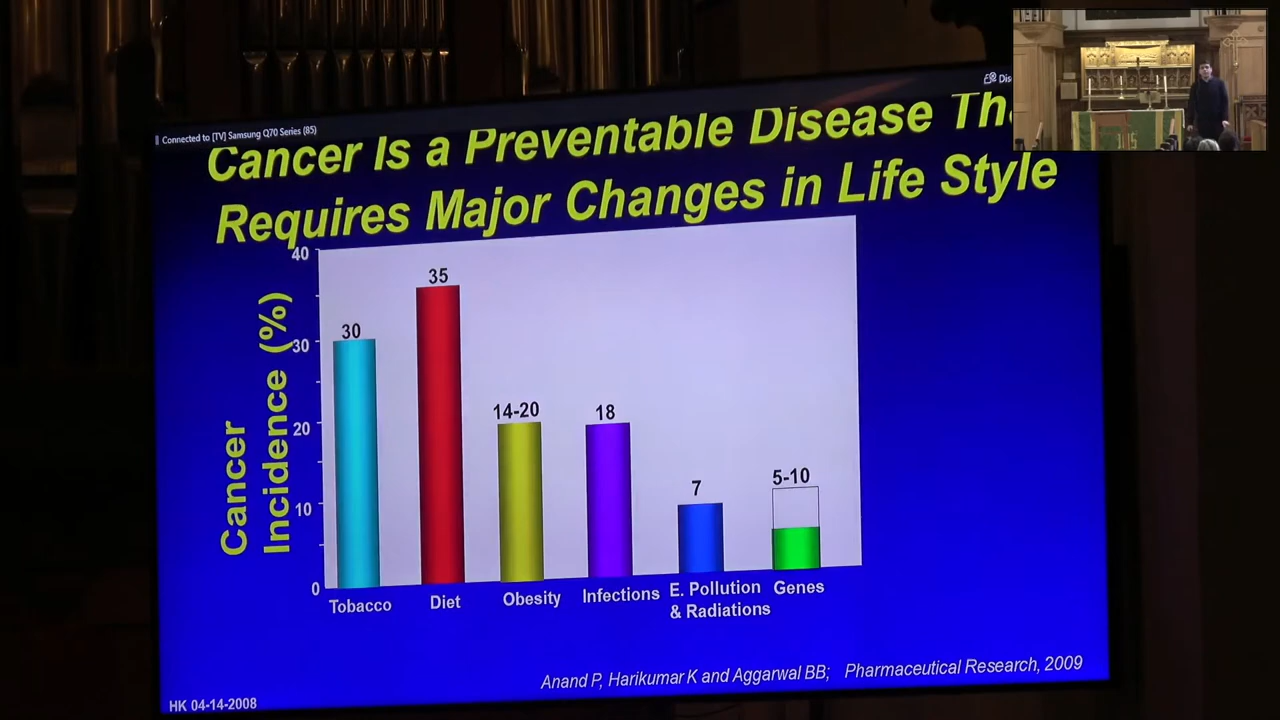 Connected to [TV] Samsung Q70 Series (85)
Cancer Is a Preventable Disease
Requires Major Changes in Life Style
Cancer
Incidence (%)
40
30
20
10
0
30
35
14-20
18
7
5-10
Tobacco
Diet
Obesity
Infections
E. Pollution
& Radiations
Genes
Anand P, Harikumar K and Aggarwal BB; Pharmaceutical Research, 2009
HK 04-14-2008